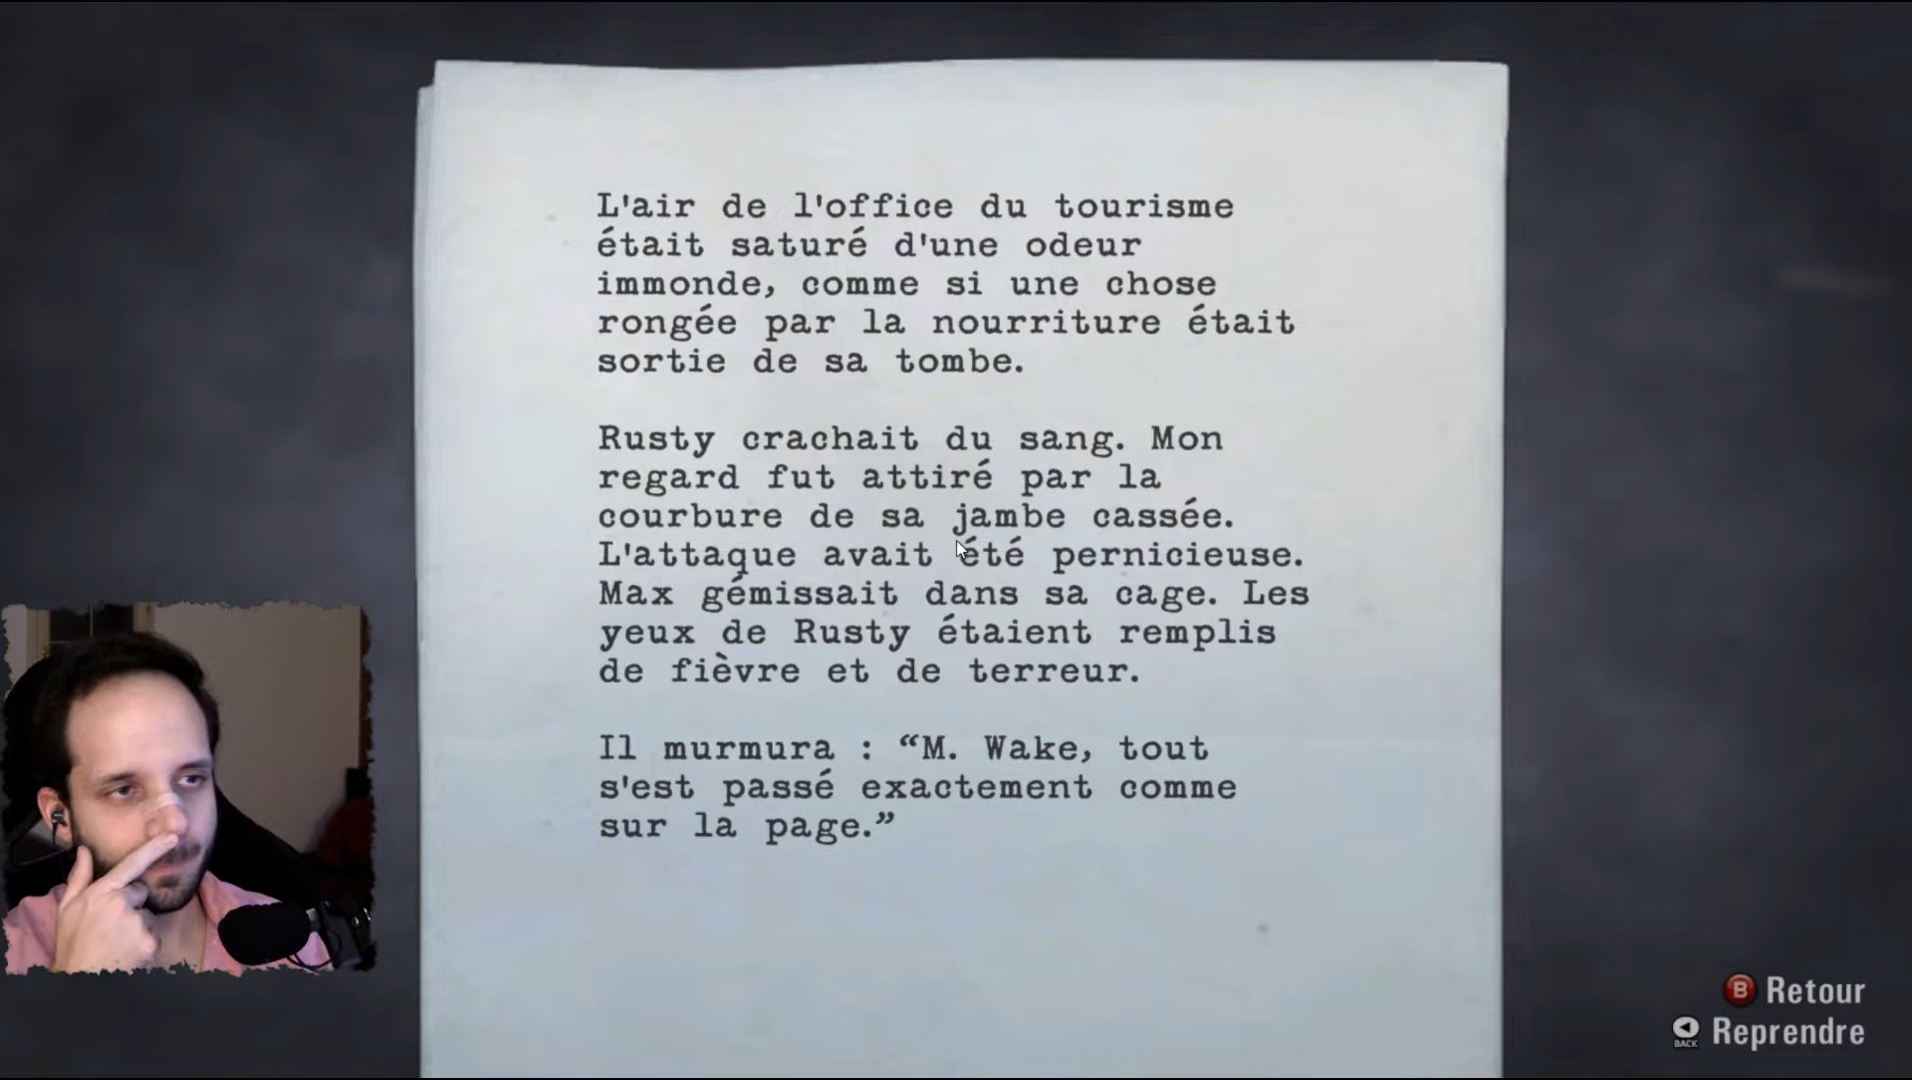 L'air de l'office du tourisme
était saturé d'une odeur
immonde, comme si une chose
rongée par la nourriture était
sortie de sa tombe.
Rusty crachait du sang. Mon
regard fut attiré par la
courbure de sa jambe cassée.
L'attaque avait été pernicieuse.
Max gémissait dans sa cage. Les
yeux de Rusty étaient remplis
de fièvre et de terreur.
Il murmura : “M. Wake, tout
s'est passé exactement comme
sur la page.”
B Retour
BACK Reprendre